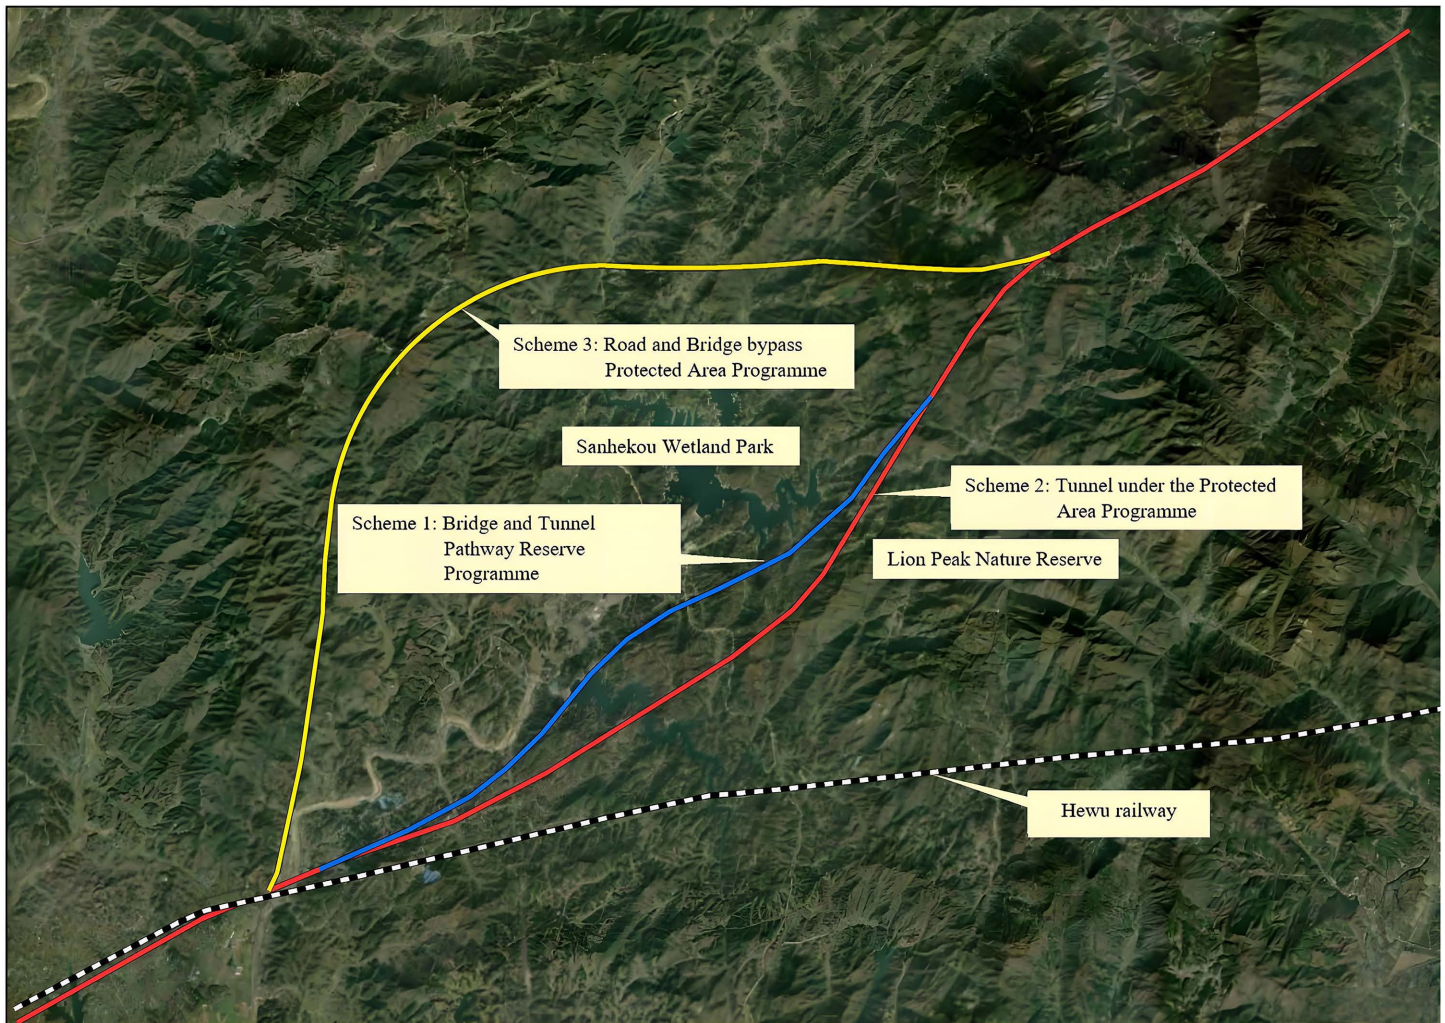 Scheme 3: Road and Bridge bypass
Protected Area Programme
Sanhekou Wetland Park
Scheme 2: Tunnel under the Protected
Area Programme
Scheme 1: Bridge and Tunnel
Pathway Reserve
Programme
Lion Peak Nature Reserve
Hewu railway